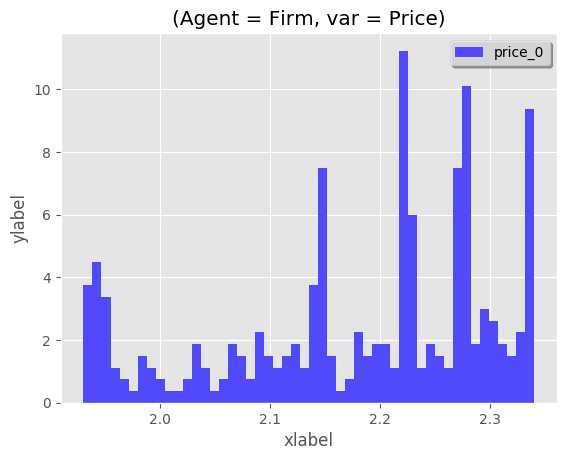 (Agent = Firm, var = Price)
price_0
ylabel
10
8
6
4
2
0
2.0 2.1 2.2 2.3
xlabel